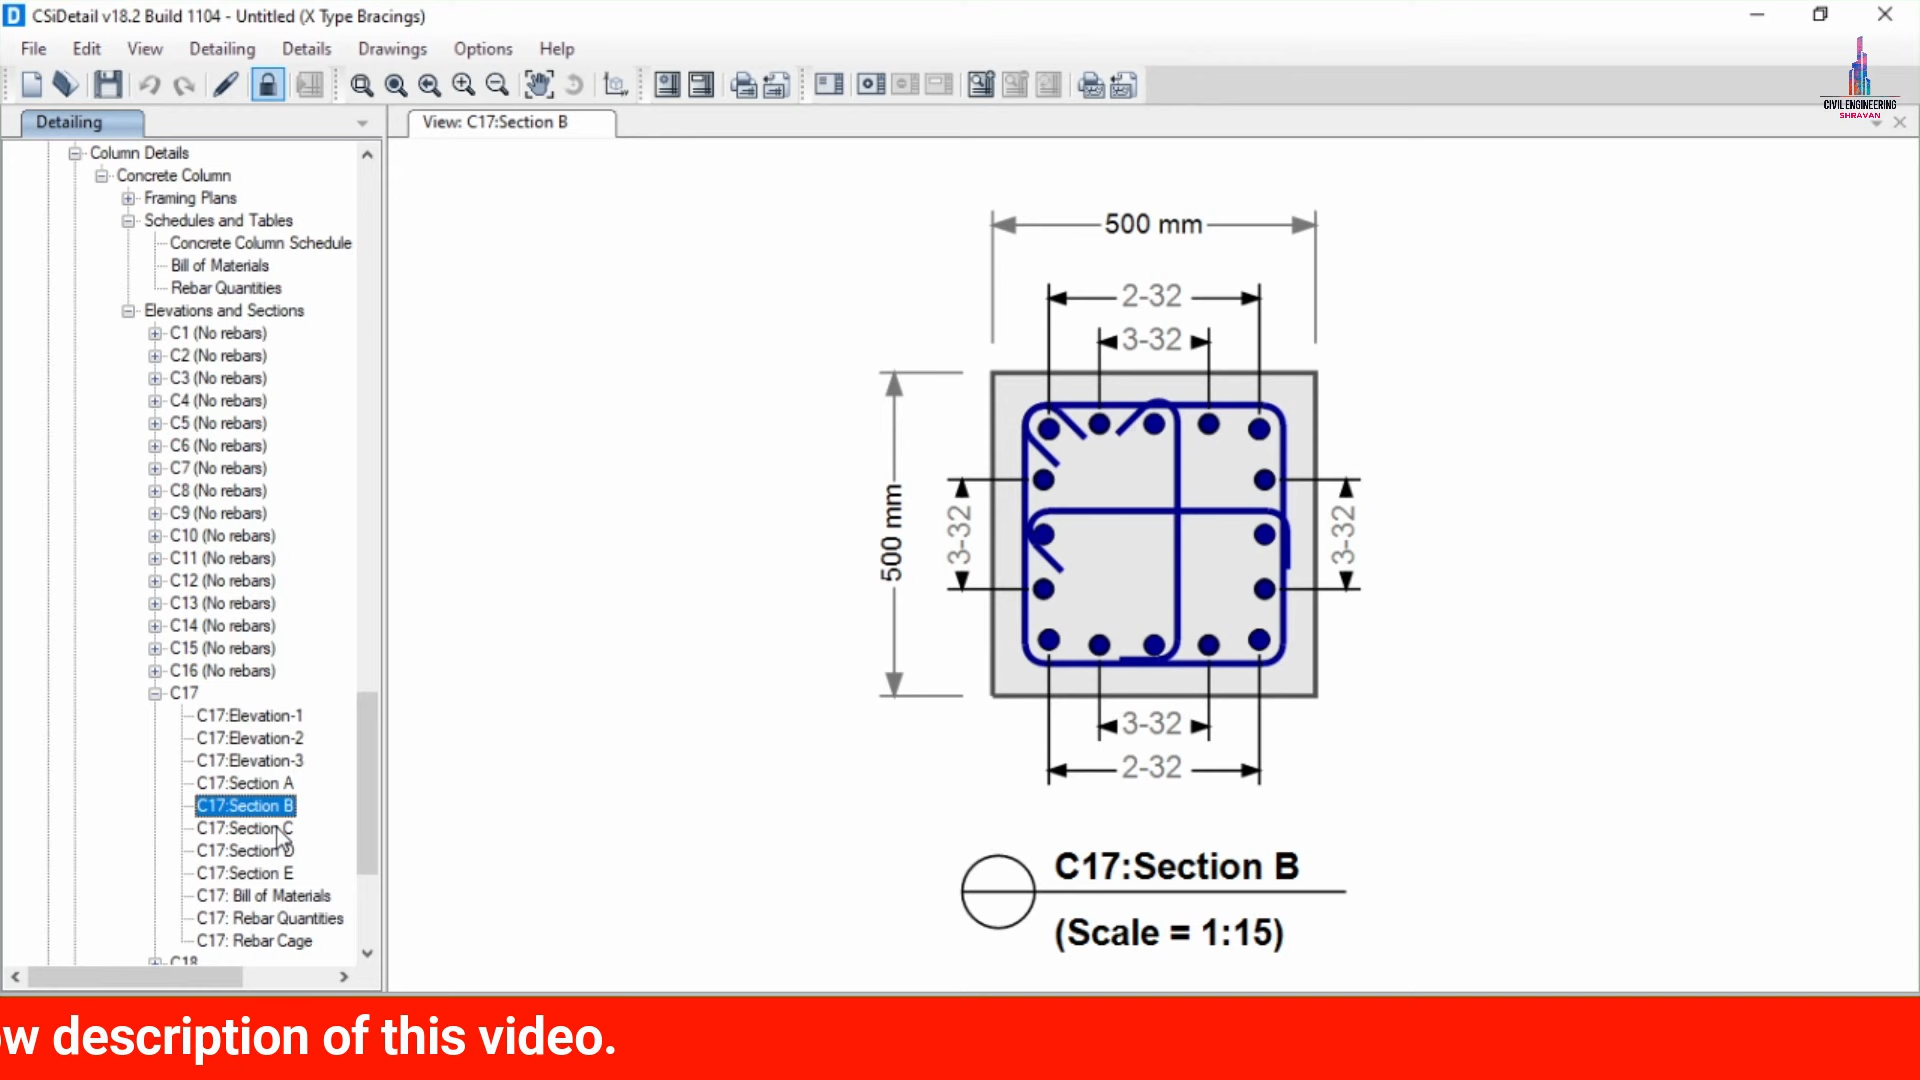 CSiDetail v18.2 Build 1104 - Untitled (X Type Bracings)
File Edit View Detailing Details Drawings Options Help
CIVIL ENGINEERING
SHRAVAN
Detailing
View: C17:Section B
Column Details
Concrete Column
Framing Plans
Schedules and Tables
Concrete Column Schedule
Bill of Materials
Rebar Quantities
Elevations and Sections
C1 (No rebars)
C2 (No rebars)
C3 (No rebars)
C4 (No rebars)
C5 (No rebars)
C6 (No rebars)
C7 (No rebars)
C8 (No rebars)
C9 (No rebars)
C10 (No rebars)
C11 (No rebars)
C12 (No rebars)
C13 (No rebars)
C14 (No rebars)
C15 (No rebars)
C16 (No rebars)
C17
C17:Elevation-1
C17:Elevation-2
C17:Elevation-3
C17:Section A
C17:Section B
C17:Section C
C17:Section D
C17:Section E
C17: Bill of Materials
C17: Rebar Quantities
C17: Rebar Cage
C18
500 mm
2-32
3-32
500 mm
3-32
3-32
3-32
2-32
C17:Section B
(Scale = 1:15)
ow description of this video.